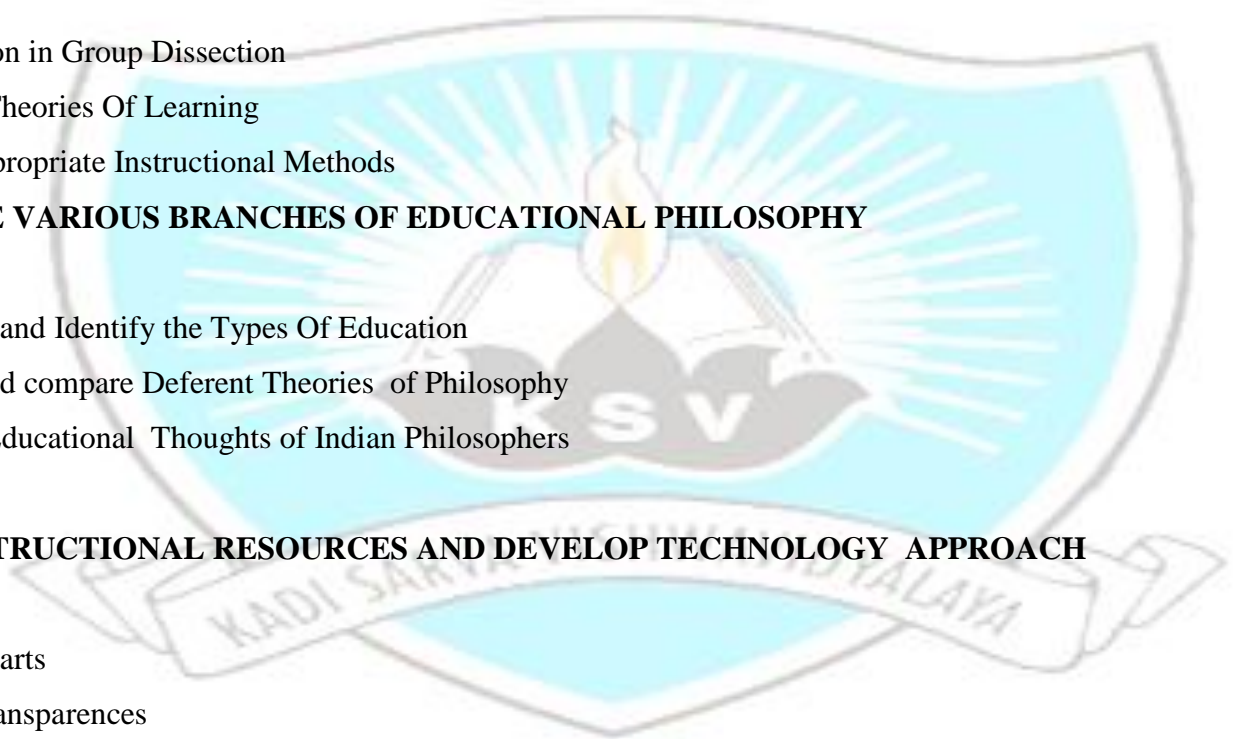 on in Group Dissection
Theories Of Learning
propriate Instructional Methods
E VARIOUS BRANCHES OF EDUCATIONAL PHILOSOPHY
and Identify the Types Of Education
d compare Deferent Theories of Philosophy
Educational Thoughts of Indian Philosophers
K S V
TRUCTIONAL RESOURCES AND DEVELOP TECHNOLOGY APPROACH
KADI SARVA VISHWAVIDYALAYA
arts
ansparences